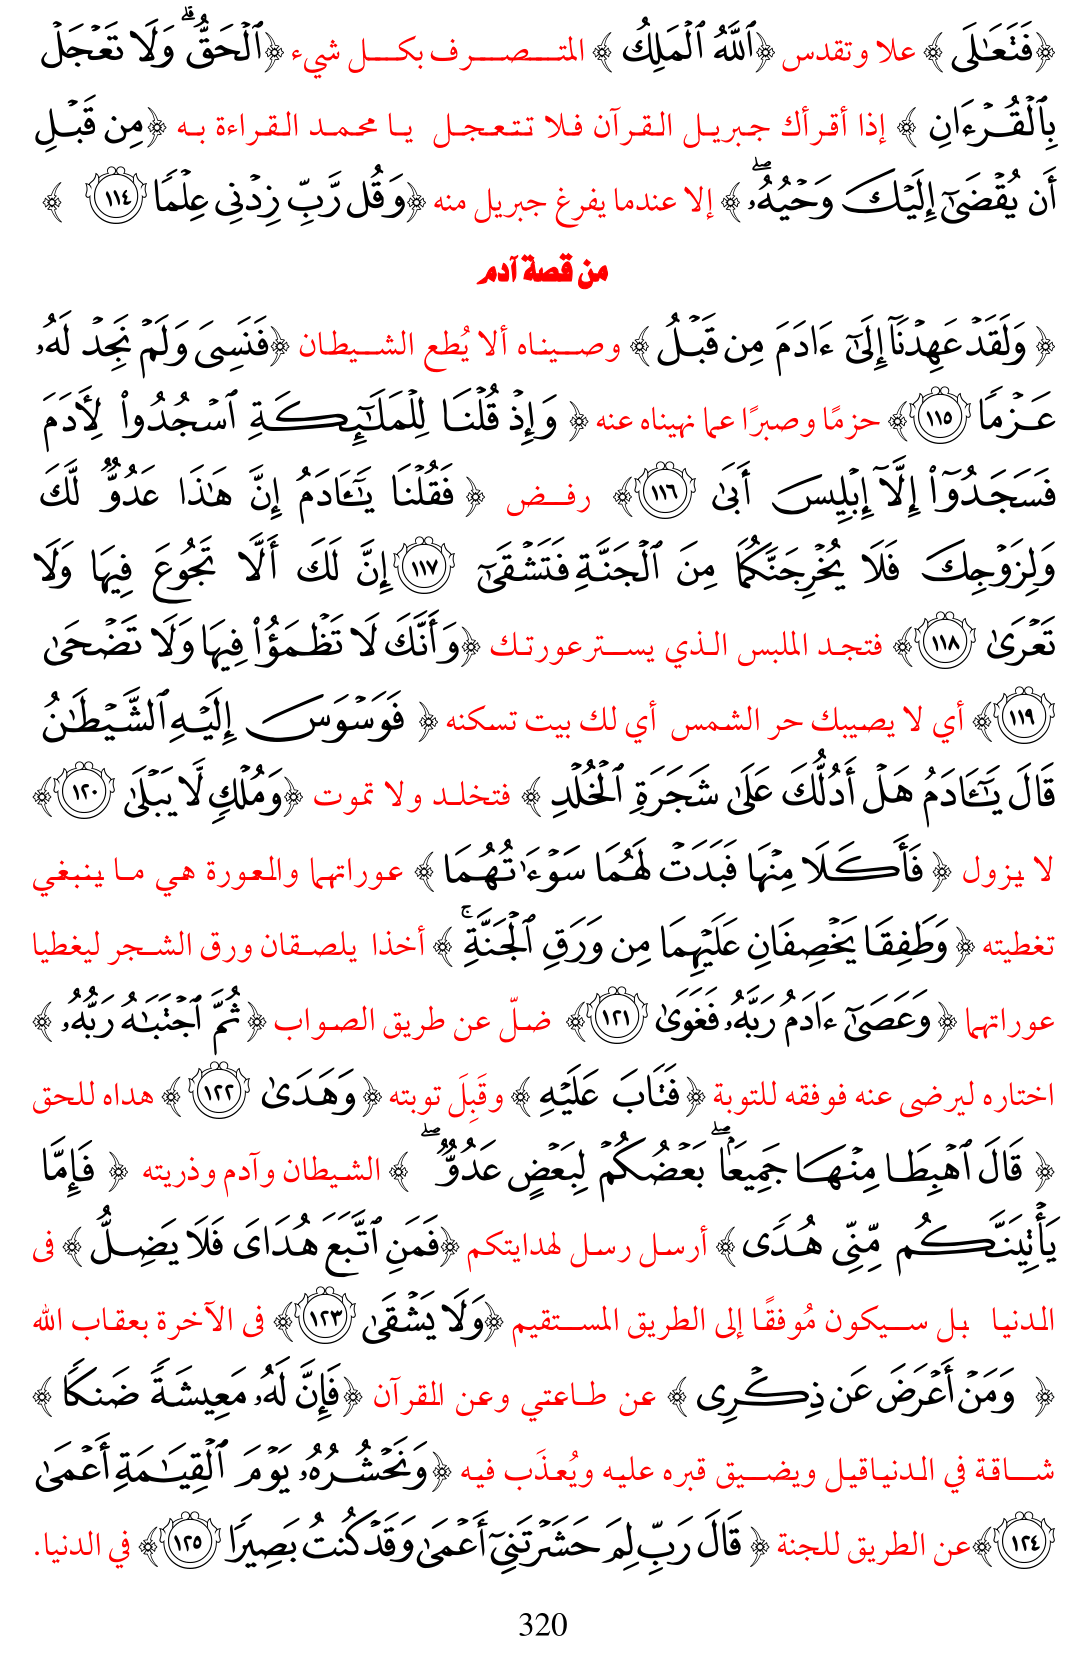 ﴿فَتَعَـٰلَى ﴾ علا وتقدس ﴿ٱللَّهُ ٱلْمَلِكُ ﴾ المتصرف بكل شيء ﴿ٱلْحَقُّ ۗ وَلَا تَعْجَلْ
بِٱلْقُرْءَانِ ﴾ إذا أقرأك جبريل القرآن فلا تتعجل يا محمد القراءة به ﴿مِن قَبْلِ
أَن يُقْضَىٰٓ إِلَيْكَ وَحْيُهُۥ ۖ ﴾ إلا عندما يفرغ جبريل منه ﴿وَقُل رَّبِّ زِدْنِى عِلْمًا ١١٤ ﴾
من قصة آدم
﴿ وَلَقَدْ عَهِدْنَآ إِلَىٰٓ ءَادَمَ مِن قَبْلُ ﴾ وصيناه ألا يُطع الشيطان ﴿فَنَسِىَ وَلَمْ نَجِدْ لَهُۥ
عَزْمًا ١١٥﴾ حزمًا وصبرًا عما نهيناه عنه ﴿ وَإِذْ قُلْنَا لِلْمَلَـٰٓئِكَةِ ٱسْجُدُوا۟ لِـَٔادَمَ
فَسَجَدُوٓا۟ إِلَّآ إِبْلِيسَ أَبَىٰ ١١٦﴾ رفض ﴿ فَقُلْنَا يَـٰٓـَٔادَمُ إِنَّ هَـٰذَا عَدُوٌّ لَّكَ
وَلِزَوْجِكَ فَلَا يُخْرِجَنَّكُمَا مِنَ ٱلْجَنَّةِ فَتَشْقَىٰٓ ١١٧ إِنَّ لَكَ أَلَّا تَجُوعَ فِيهَا وَلَا
تَعْرَىٰ ١١٨﴾ فتجد الملبس الذي يسترعورتك ﴿وَأَنَّكَ لَا تَظْمَؤُا۟ فِيهَا وَلَا تَضْحَىٰ
١١٩﴾ أي لا يصيبك حر الشمس أي لك بيت تسكنه ﴿ فَوَسْوَسَ إِلَيْهِ ٱلشَّيْطَـٰنُ
قَالَ يَـٰٓـَٔادَمُ هَلْ أَدُلُّكَ عَلَىٰ شَجَرَةِ ٱلْخُلْدِ ﴾ فتخلد ولا تموت ﴿وَمُلْكٍ لَّا يَبْلَىٰ ١٢٠﴾
لا يزول ﴿ فَأَكَلَا مِنْهَا فَبَدَتْ لَهُمَا سَوْءَٰتُهُمَا ﴾ عوراتهما والعورة هي ما ينبغي
تغطيته ﴿ وَطَفِقَا يَخْصِفَانِ عَلَيْهِمَا مِن وَرَقِ ٱلْجَنَّةِ ۚ ﴾ أخذا يلصقان ورق الشجر ليغطيا
عوراتهما ﴿ وَعَصَىٰٓ ءَادَمُ رَبَّهُۥ فَغَوَىٰ ١٢١﴾ ضلّ عن طريق الصواب ﴿ ثُمَّ ٱجْتَبَـٰهُ رَبُّهُۥ ﴾
اختاره ليرضى عنه فوفقه للتوبة ﴿ فَتَابَ عَلَيْهِ ﴾ وقَبِلَ توبته ﴿ وَهَدَىٰ ١٢٢﴾ هداه للحق
﴿ قَالَ ٱهْبِطَا مِنْهَا جَمِيعًۢا ۖ بَعْضُكُمْ لِبَعْضٍ عَدُوٌّ ۖ ﴾ الشيطان وآدم وذريته ﴿ فَإِمَّا
يَأْتِيَنَّكُم مِّنِّى هُدًى ﴾ أرسل رسل لهدايتكم ﴿فَمَنِ ٱتَّبَعَ هُدَاىَ فَلَا يَضِلُّ ﴾ فى
الدنيا بل سيكون مُوفقًا إلى الطريق المستقيم ﴿وَلَا يَشْقَىٰ ١٢٣﴾ فى الآخرة بعقاب الله
﴿ وَمَنْ أَعْرَضَ عَن ذِكْرِى ﴾ عن طاعتي وعن القرآن ﴿فَإِنَّ لَهُۥ مَعِيشَةً ضَنكًا ﴾
شاقة في الدنياقيل ويضيق قبره عليه ويُعذَب فيه ﴿وَنَحْشُرُهُۥ يَوْمَ ٱلْقِيَـٰمَةِ أَعْمَىٰ
١٢٤﴾عن الطريق للجنة ﴿ قَالَ رَبِّ لِمَ حَشَرْتَنِىٓ أَعْمَىٰ وَقَدْ كُنتُ بَصِيرًا ١٢٥﴾ في الدنيا.
320